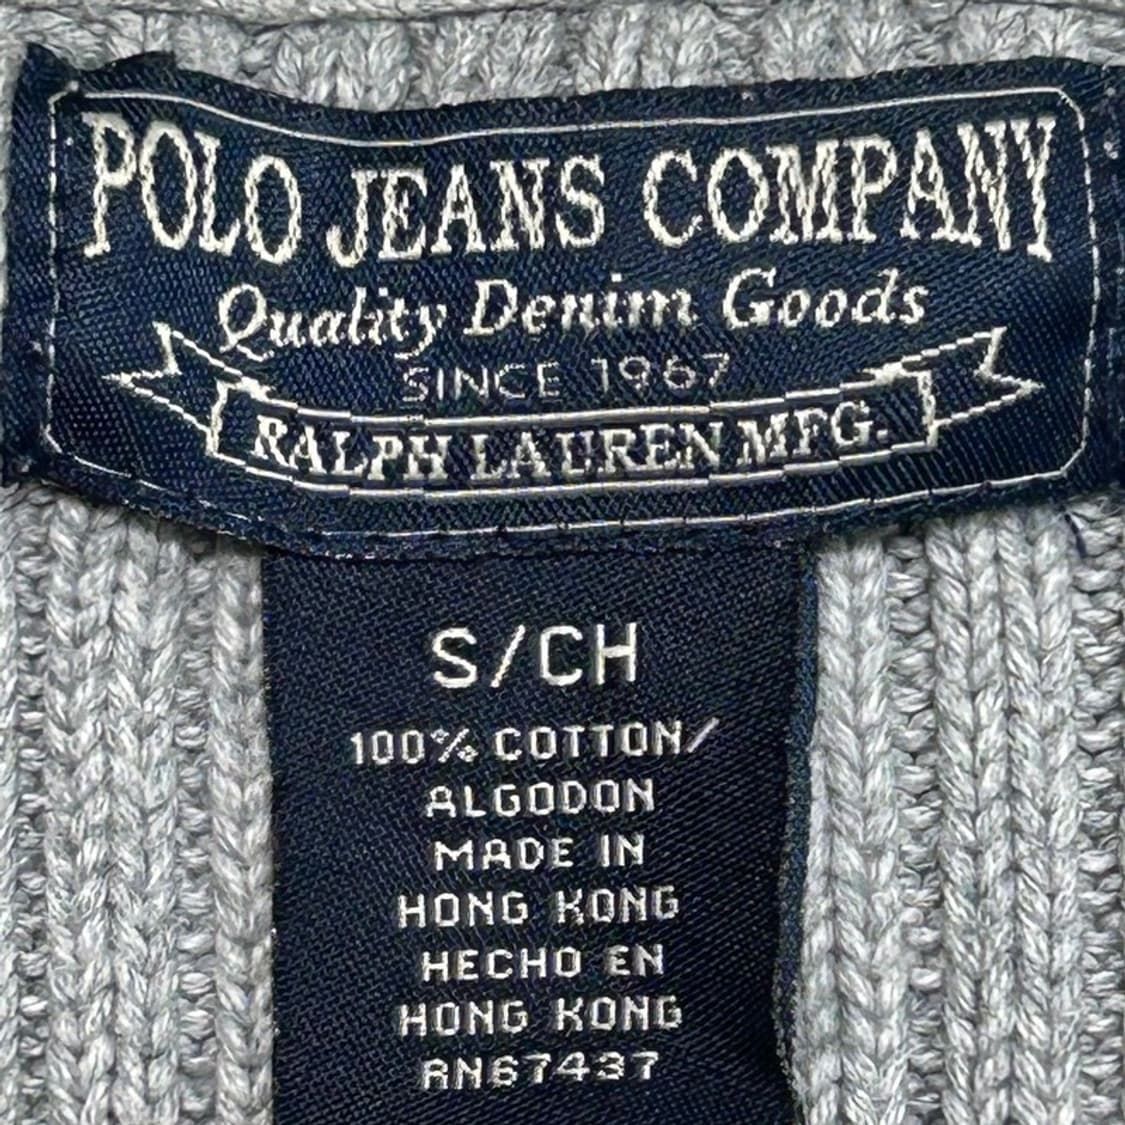 POLO JEANS COMPANY
Quality Denim Goods
SINCE 1967
RALPH LAUREN MFG.
S/CH
100% COTTON/
ALGODON
MADE IN
HONG KONG
HECHO EN
HONG KONG
RN67437